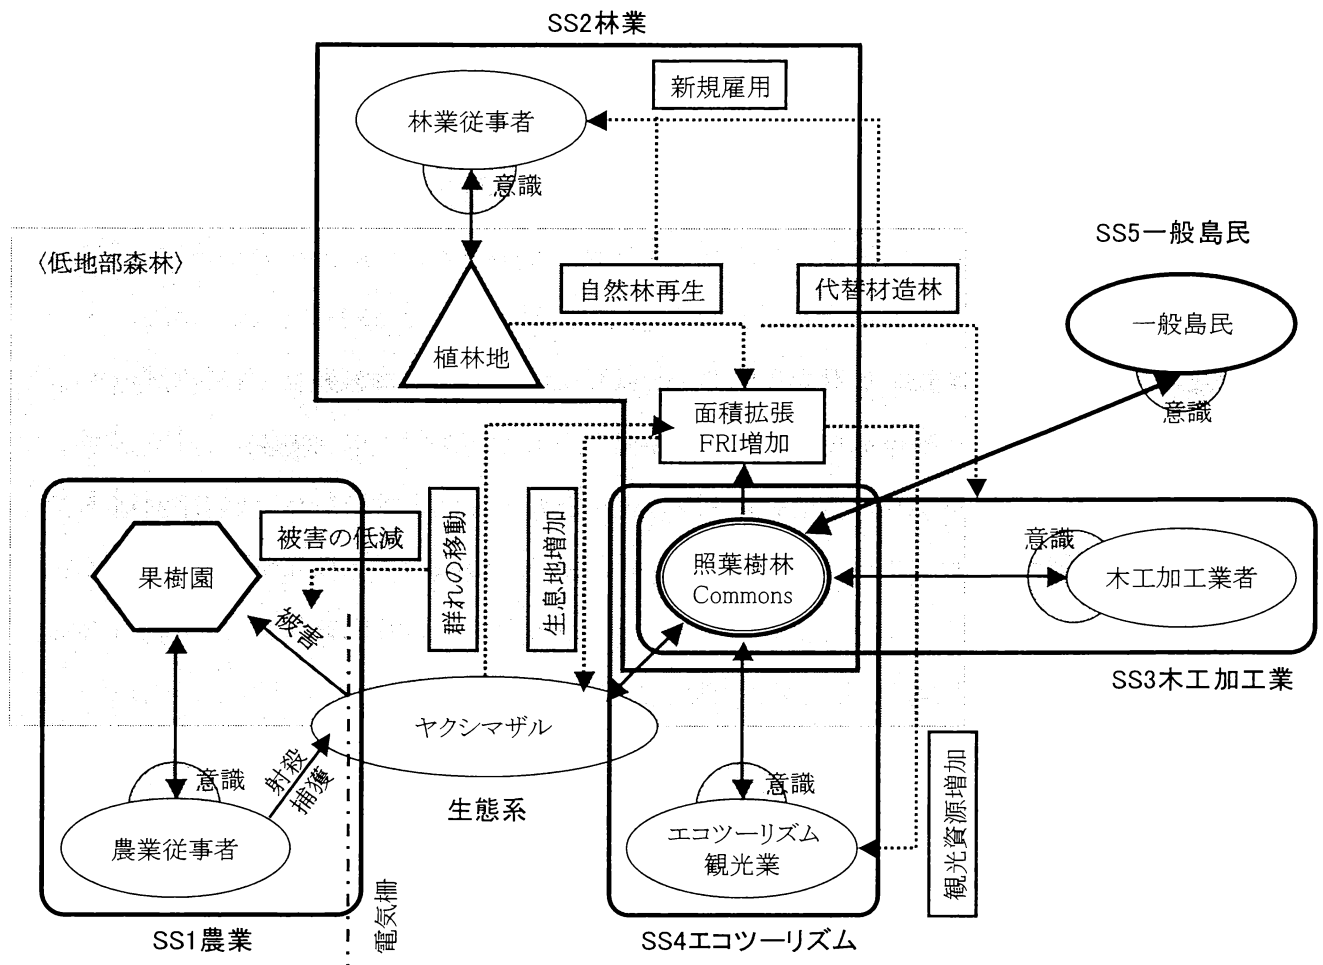 SS2林業
新規雇用
林業従事者
意識
SS5一般島民
〈低地部森林〉
自然林再生
代替材造林
一般島民
植林地
意識
面積拡張
FRI増加
被害の低減
群れの移動
生息地増加
果樹園
照葉樹林
Commons
意識
木工加工業者
被害
SS3木工加工業
ヤクシマザル
射殺
捕獲
意識
生態系
意識
観光資源増加
農業従事者
エコツーリズム
観光業
電気柵
SS1農業
SS4エコツーリズム